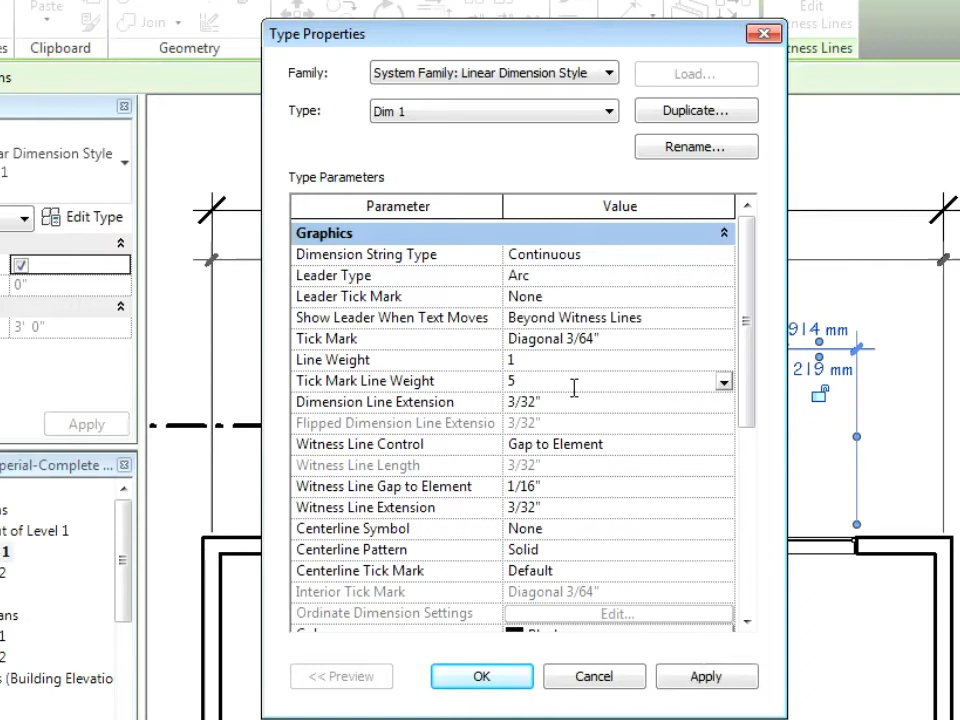 Paste
Join
Edit
ness Lines
es
Clipboard
Geometry
tness Lines
ns
ar Dimension Style
1
Edit Type
0"
3' 0"
Apply
perial-Complete ...
ns
t of Level 1
1
2
ans
1
2
s (Building Elevatio
Type Properties
Family:
System Family: Linear Dimension Style
Load...
Type:
Dim 1
Duplicate...
Rename...
Type Parameters
Parameter Value
Graphics
Dimension String Type Continuous
Leader Type Arc
Leader Tick Mark None
Show Leader When Text Moves Beyond Witness Lines
Tick Mark Diagonal 3/64"
Line Weight 1
Tick Mark Line Weight 5
Dimension Line Extension 3/32"
Flipped Dimension Line Extensio 3/32"
Witness Line Control Gap to Element
Witness Line Length 3/32"
Witness Line Gap to Element 1/16"
Witness Line Extension 3/32"
Centerline Symbol None
Centerline Pattern Solid
Centerline Tick Mark Default
Interior Tick Mark Diagonal 3/64"
Ordinate Dimension Settings Edit...
<< Preview
OK
Cancel
Apply
914 mm
219 mm